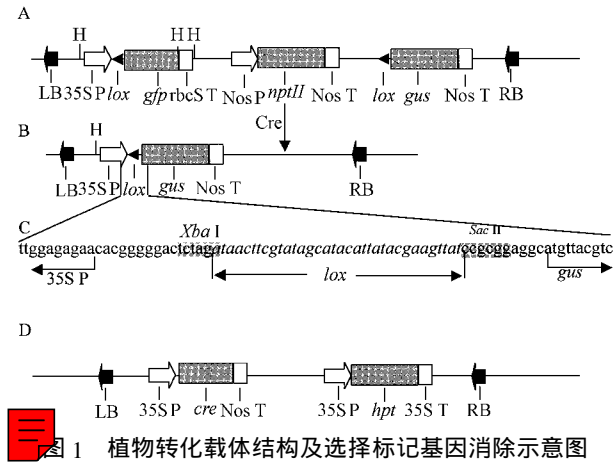 A
H H H
LB 35S P lox gfp rbcS T Nos P nptII Nos T lox gus Nos T RB
Cre
B
H
LB 35S P lox gus Nos T RB
C
Xba I Sac II
ttggagagaacacgggggactctagataacttcgtatagcatacattatacgaagttatccgcggaggcatgttacgtc
35S P lox gus
D
LB 35S P cre Nos T 35S P hpt 35S T RB
图 1 植物转化载体结构及选择标记基因消除示意图